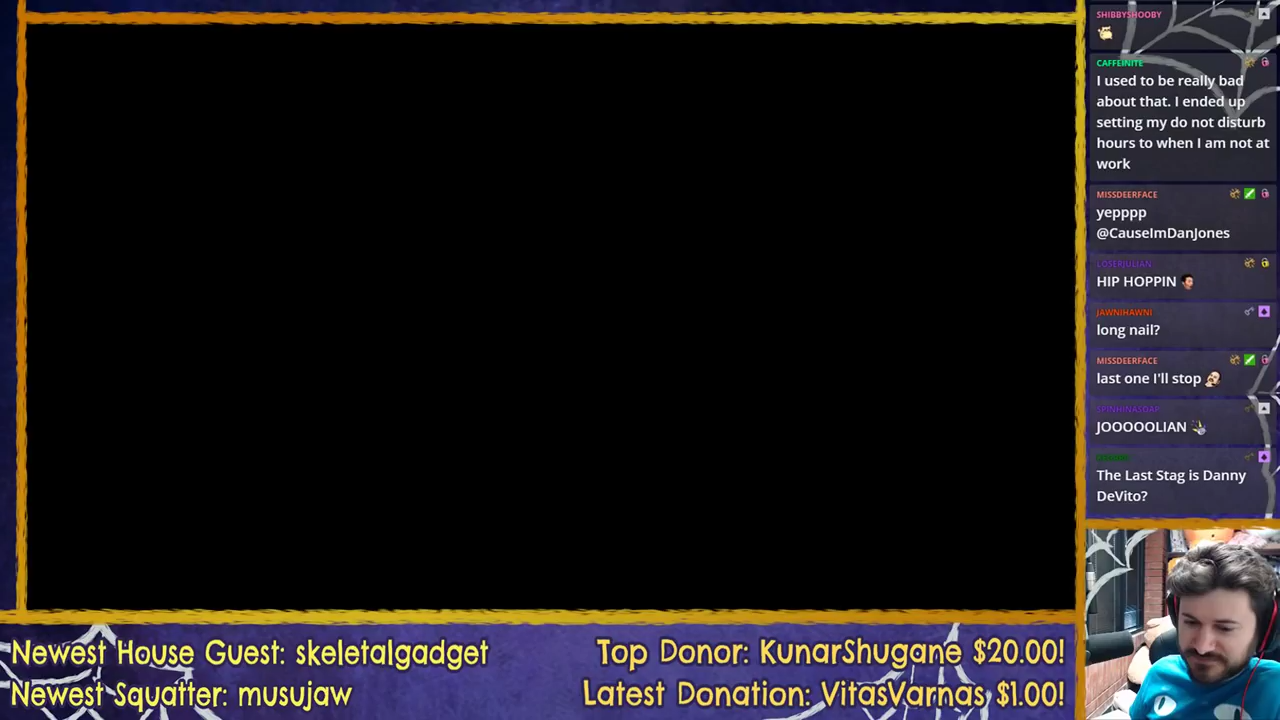 SHIBBYSHOOBY
CAFFEINITE
I used to be really bad
about that. I ended up
setting my do not disturb
hours to when I am not at
work
MISSDEERFACE
yepppp
@CauseImDanJones
LOSERJULIAN
HIP HOPPIN
JAWNIHAWNI
long nail?
MISSDEERFACE
last one I'll stop
SPINHINASOAP
JOOOOOLIAN
The Last Stag is Danny
DeVito?
Newest House Guest: skeletalgadget
Newest Squatter: musujaw
Top Donor: KunarShugane $20.00!
Latest Donation: VitasVarnas $1.00!